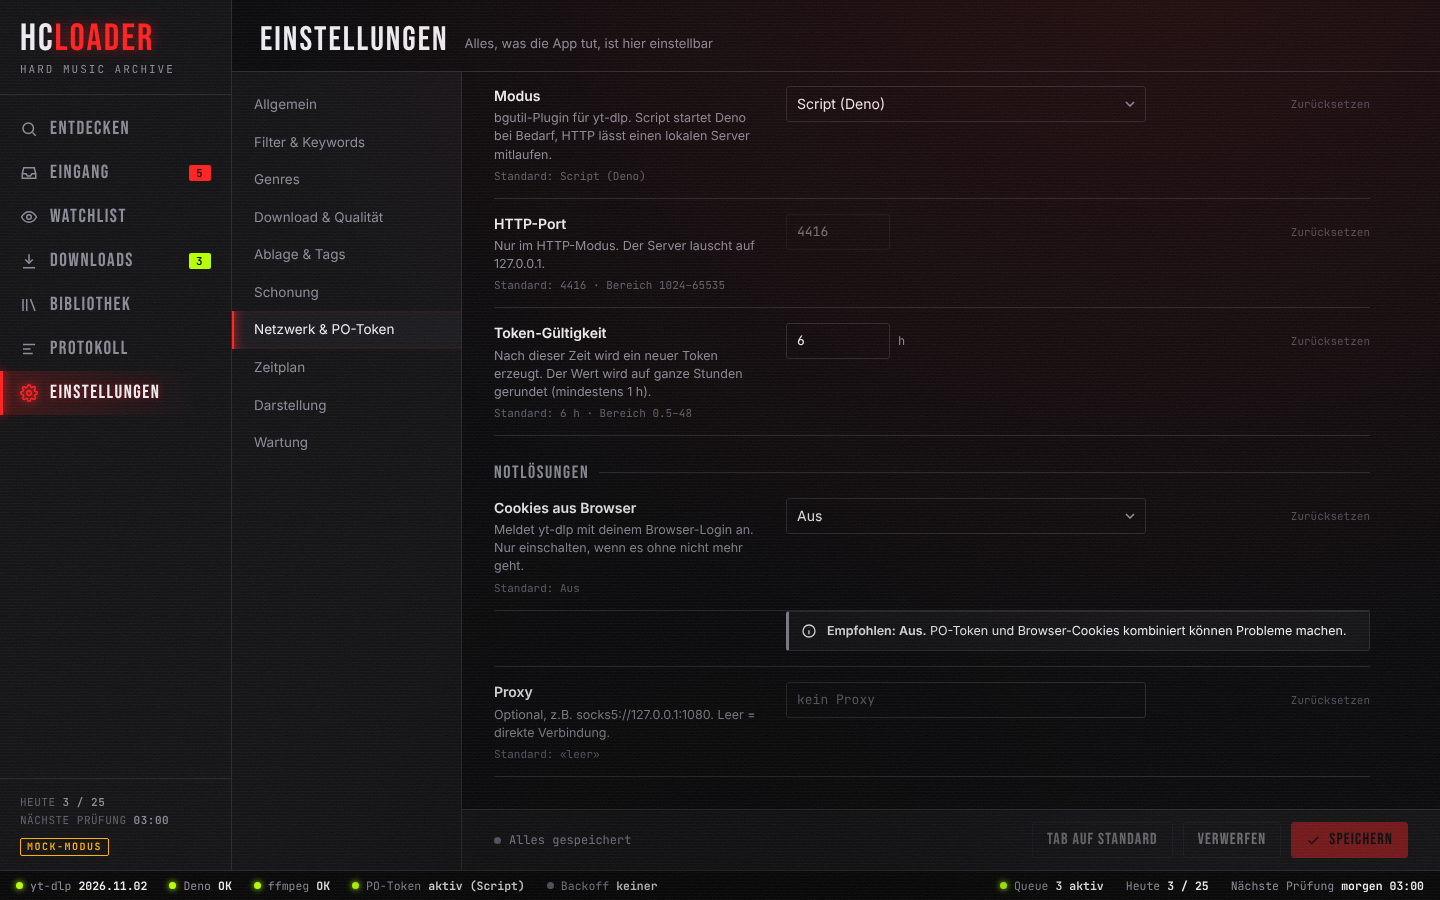 HCLOADER
HARD MUSIC ARCHIVE
ENTDECKEN
EINGANG 5
WATCHLIST
DOWNLOADS 3
BIBLIOTHEK
PROTOKOLL
EINSTELLUNGEN
HEUTE 3 / 25
NÄCHSTE PRÜFUNG 03:00
MOCK-MODUS
EINSTELLUNGEN Alles, was die App tut, ist hier einstellbar
Allgemein
Filter & Keywords
Genres
Download & Qualität
Ablage & Tags
Schonung
Netzwerk & PO-Token
Zeitplan
Darstellung
Wartung
Modus
bgutil-Plugin für yt-dlp. Script startet Deno
bei Bedarf, HTTP lässt einen lokalen Server
mitlaufen.
Standard: Script (Deno)
Script (Deno)
Zurücksetzen
HTTP-Port
Nur im HTTP-Modus. Der Server lauscht auf
127.0.0.1.
Standard: 4416 · Bereich 1024–65535
4416
Zurücksetzen
Token-Gültigkeit
Nach dieser Zeit wird ein neuer Token
erzeugt. Der Wert wird auf ganze Stunden
gerundet (mindestens 1 h).
Standard: 6 h · Bereich 0.5–48
6 h
Zurücksetzen
NOTLÖSUNGEN
Cookies aus Browser
Meldet yt-dlp mit deinem Browser-Login an.
Nur einschalten, wenn es ohne nicht mehr
geht.
Standard: Aus
Aus
Zurücksetzen
Empfohlen: Aus. PO-Token und Browser-Cookies kombiniert können Probleme machen.
Proxy
Optional, z.B. socks5://127.0.0.1:1080. Leer =
direkte Verbindung.
Standard: «leer»
kein Proxy
Zurücksetzen
Alles gespeichert
TAB AUF STANDARD
VERWERFEN
SPEICHERN
yt-dlp 2026.11.02 Deno OK ffmpeg OK PO-Token aktiv (Script) Backoff keiner Queue 3 aktiv Heute 3 / 25 Nächste Prüfung morgen 03:00